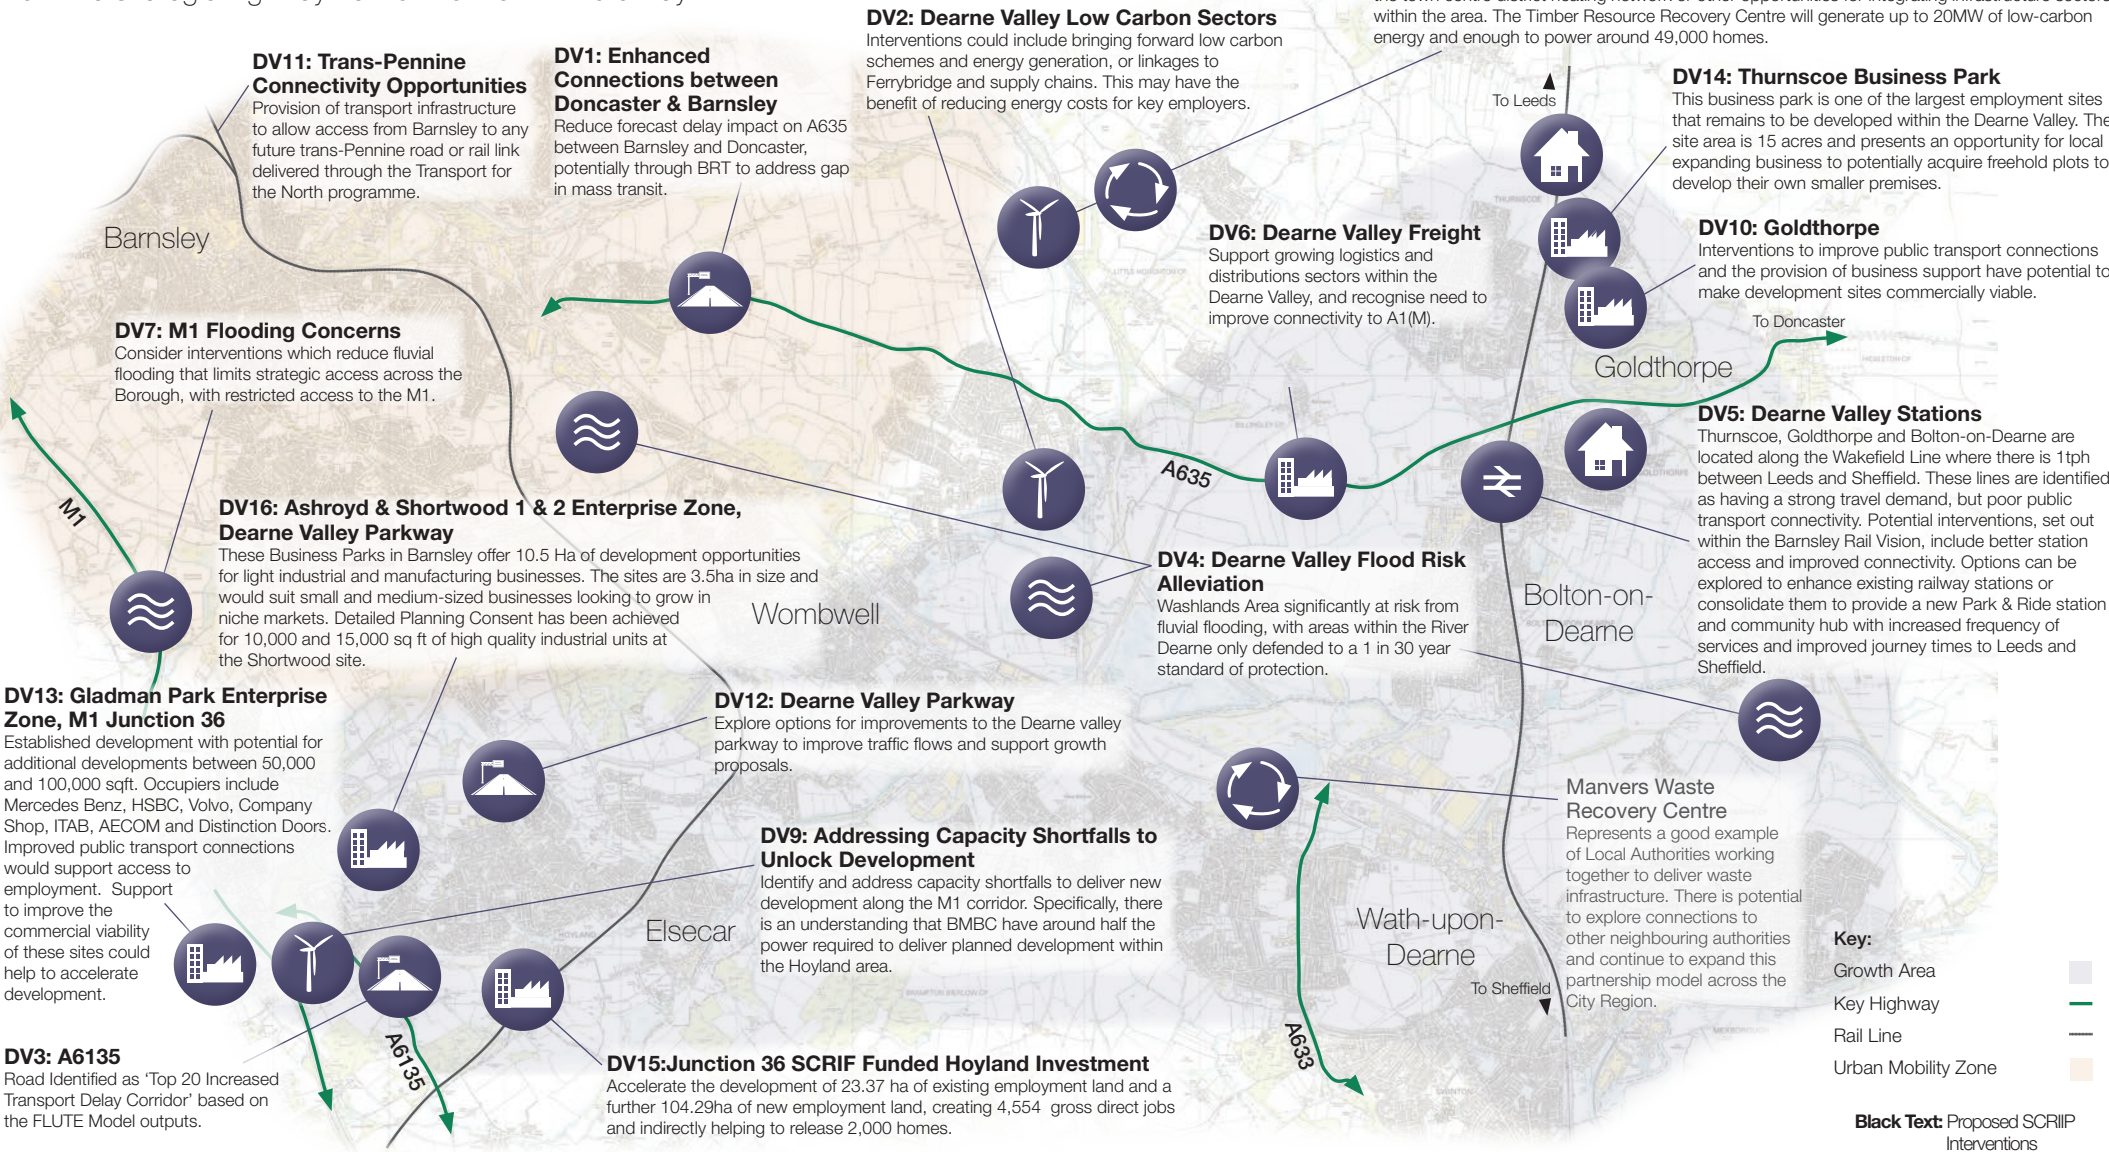 DV2: Dearne Valley Low Carbon Sectors
Interventions could include bringing forward low carbon
schemes and energy generation, or linkages to
Ferrybridge and supply chains. This may have the
benefit of reducing energy costs for key employers.
within the area. The Timber Resource Recovery Centre will generate up to 20MW of low-carbon
energy and enough to power around 49,000 homes.
DV11: Trans-Pennine
Connectivity Opportunities
Provision of transport infrastructure
to allow access from Barnsley to any
future trans-Pennine road or rail link
delivered through the Transport for
the North programme.
DV1: Enhanced
Connections between
Doncaster & Barnsley
Reduce forecast delay impact on A635
between Barnsley and Doncaster,
potentially through BRT to address gap
in mass transit.
To Leeds
DV14: Thurnscoe Business Park
This business park is one of the largest employment sites
that remains to be developed within the Dearne Valley. The
site area is 15 acres and presents an opportunity for local
expanding business to potentially acquire freehold plots to
develop their own smaller premises.
THURNSCOE
Barnsley
DV6: Dearne Valley Freight
Support growing logistics and
distributions sectors within the
Dearne Valley, and recognise need to
improve connectivity to A1(M).
DV10: Goldthorpe
Interventions to improve public transport connections
and the provision of business support have potential to
make development sites commercially viable.
To Doncaster
Goldthorpe
DV7: M1 Flooding Concerns
Consider interventions which reduce fluvial
flooding that limits strategic access across the
Borough, with restricted access to the M1.
M1
A635
DV5: Dearne Valley Stations
Thurnscoe, Goldthorpe and Bolton-on-Dearne are
located along the Wakefield Line where there is 1tph
between Leeds and Sheffield. These lines are identified
as having a strong travel demand, but poor public
transport connectivity. Potential interventions, set out
within the Barnsley Rail Vision, include better station
access and improved connectivity. Options can be
explored to enhance existing railway stations or
consolidate them to provide a new Park & Ride station
and community hub with increased frequency of
services and improved journey times to Leeds and
Sheffield.
DV16: Ashroyd & Shortwood 1 & 2 Enterprise Zone,
Dearne Valley Parkway
These Business Parks in Barnsley offer 10.5 Ha of development opportunities
for light industrial and manufacturing businesses. The sites are 3.5ha in size and
would suit small and medium-sized businesses looking to grow in
niche markets. Detailed Planning Consent has been achieved
for 10,000 and 15,000 sq ft of high quality industrial units at
the Shortwood site.
Wombwell
DV4: Dearne Valley Flood Risk
Alleviation
Washlands Area significantly at risk from
fluvial flooding, with areas within the River
Dearne only defended to a 1 in 30 year
standard of protection.
Bolton-on-
Dearne
DV13: Gladman Park Enterprise
Zone, M1 Junction 36
Established development with potential for
additional developments between 50,000
and 100,000 sqft. Occupiers include
Mercedes Benz, HSBC, Volvo, Company
Shop, ITAB, AECOM and Distinction Doors.
Improved public transport connections
would support access to
employment. Support
to improve the
commercial viability
of these sites could
help to accelerate
development.
DV12: Dearne Valley Parkway
Explore options for improvements to the Dearne valley
parkway to improve traffic flows and support growth
proposals.
DV9: Addressing Capacity Shortfalls to
Unlock Development
Identify and address capacity shortfalls to deliver new
development along the M1 corridor. Specifically, there
is an understanding that BMBC have around half the
power required to deliver planned development within
the Hoyland area.
Manvers Waste
Recovery Centre
Represents a good example
of Local Authorities working
together to deliver waste
infrastructure. There is potential
to explore connections to
other neighbouring authorities
and continue to expand this
partnership model across the
City Region.
Elsecar
HOYLAND
Wath-upon-
Dearne
To Sheffield
A633
A6135
SWINTON
DV3: A6135
Road Identified as ‘Top 20 Increased
Transport Delay Corridor’ based on
the FLUTE Model outputs.
DV15:Junction 36 SCRIF Funded Hoyland Investment
Accelerate the development of 23.37 ha of existing employment land and a
further 104.29ha of new employment land, creating 4,554 gross direct jobs
and indirectly helping to release 2,000 homes.
Key:
Growth Area
Key Highway
Rail Line
Urban Mobility Zone
Black Text: Proposed SCRIIP
Interventions